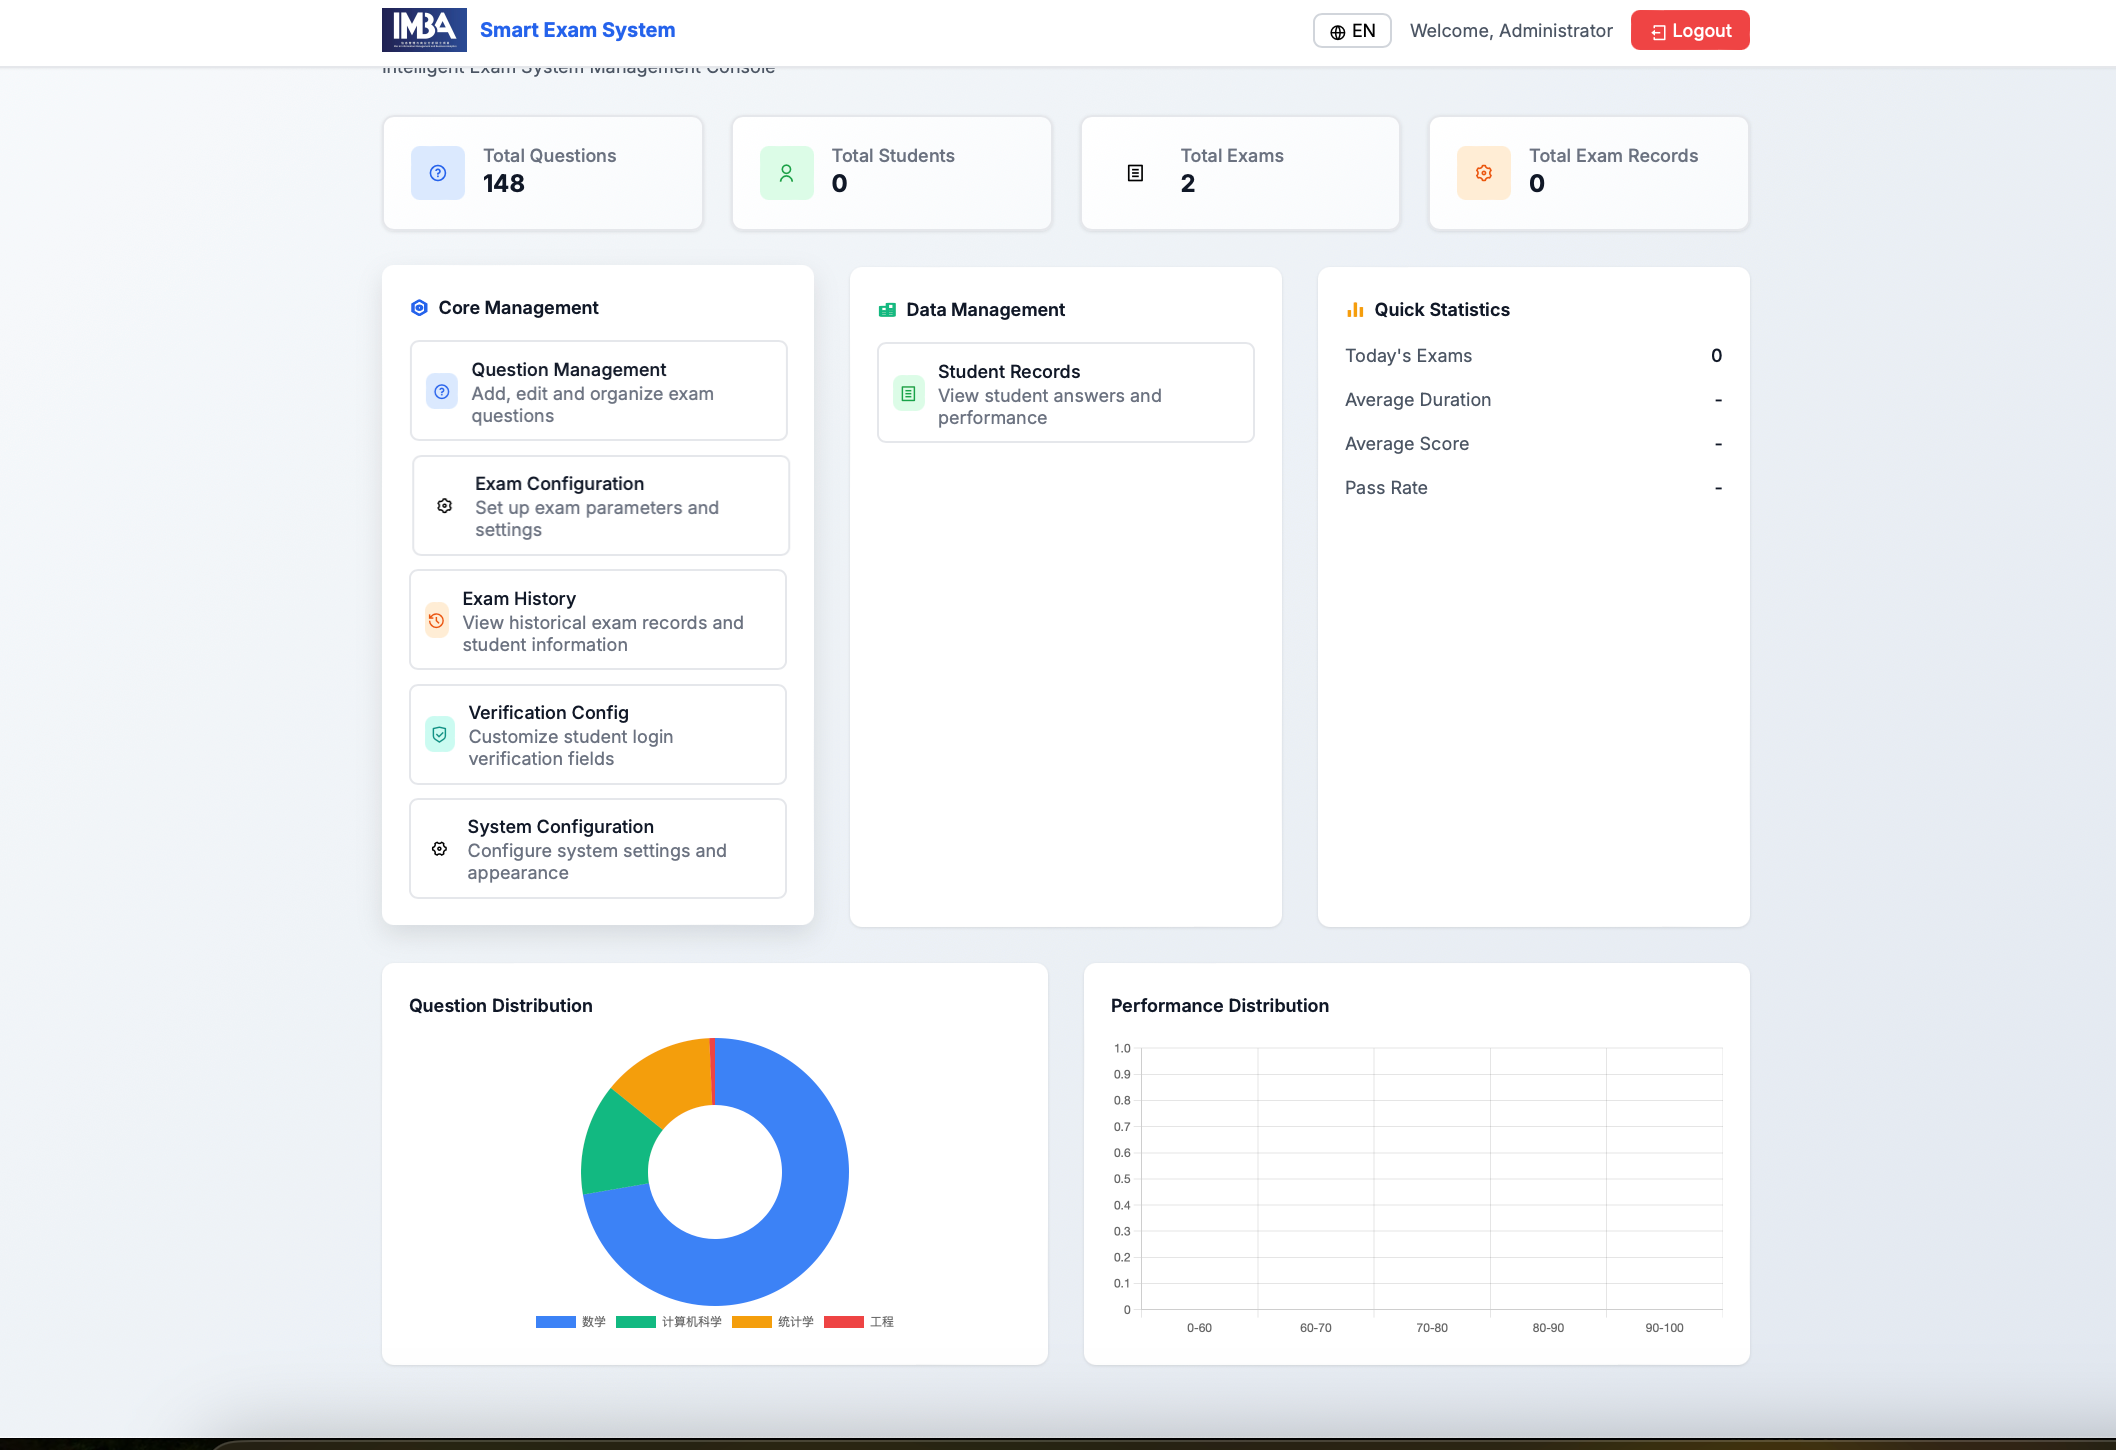 IMBA
Smart Exam System
EN
Welcome, Administrator
Logout
Intelligent Exam System Management Console
Total Questions
148
Total Students
0
Total Exams
2
Total Exam Records
0
Core Management
Question Management
Add, edit and organize exam
questions
Exam Configuration
Set up exam parameters and
settings
Exam History
View historical exam records and
student information
Verification Config
Customize student login
verification fields
System Configuration
Configure system settings and
appearance
Data Management
Student Records
View student answers and
performance
Quick Statistics
Today's Exams 0
Average Duration -
Average Score -
Pass Rate -
Question Distribution
数学 计算机科学 统计学 工程
Performance Distribution
1.0
0.9
0.8
0.7
0.6
0.5
0.4
0.3
0.2
0.1
0
0-60 60-70 70-80 80-90 90-100